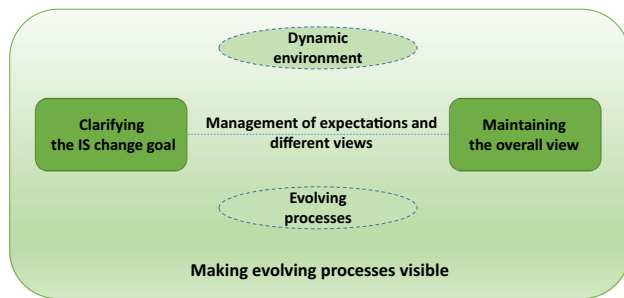 Dynamic
environment
Clarifying
the IS change goal
Management of expectations and
different views
Maintaining
the overall view
Evolving
processes
Making evolving processes visible